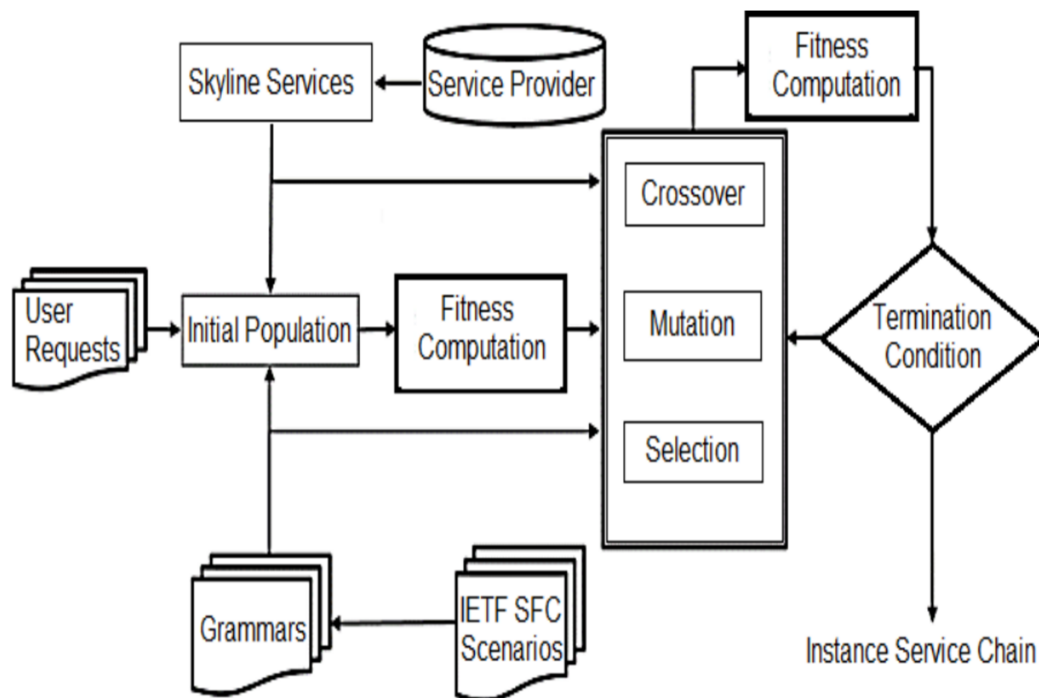 Fitness
Computation
Skyline Services
Service Provider
Crossover
User
Requests
Initial Population
Fitness
Computation
Mutation
Termination
Condition
Selection
Grammars
IETF SFC
Scenarios
Instance Service Chain